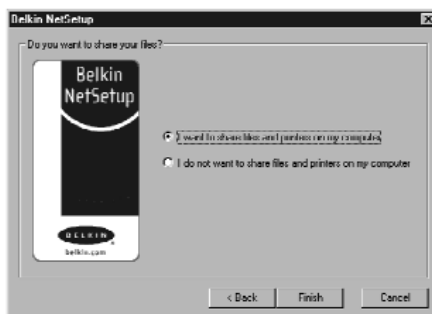 Belkin NetSetup
Do you want to share your files?
Belkin
NetSetup
I want to share files and printers on my computer
I do not want to share files and printers on my computer
BELKIN
belkin.com
< Back
Finish
Cancel